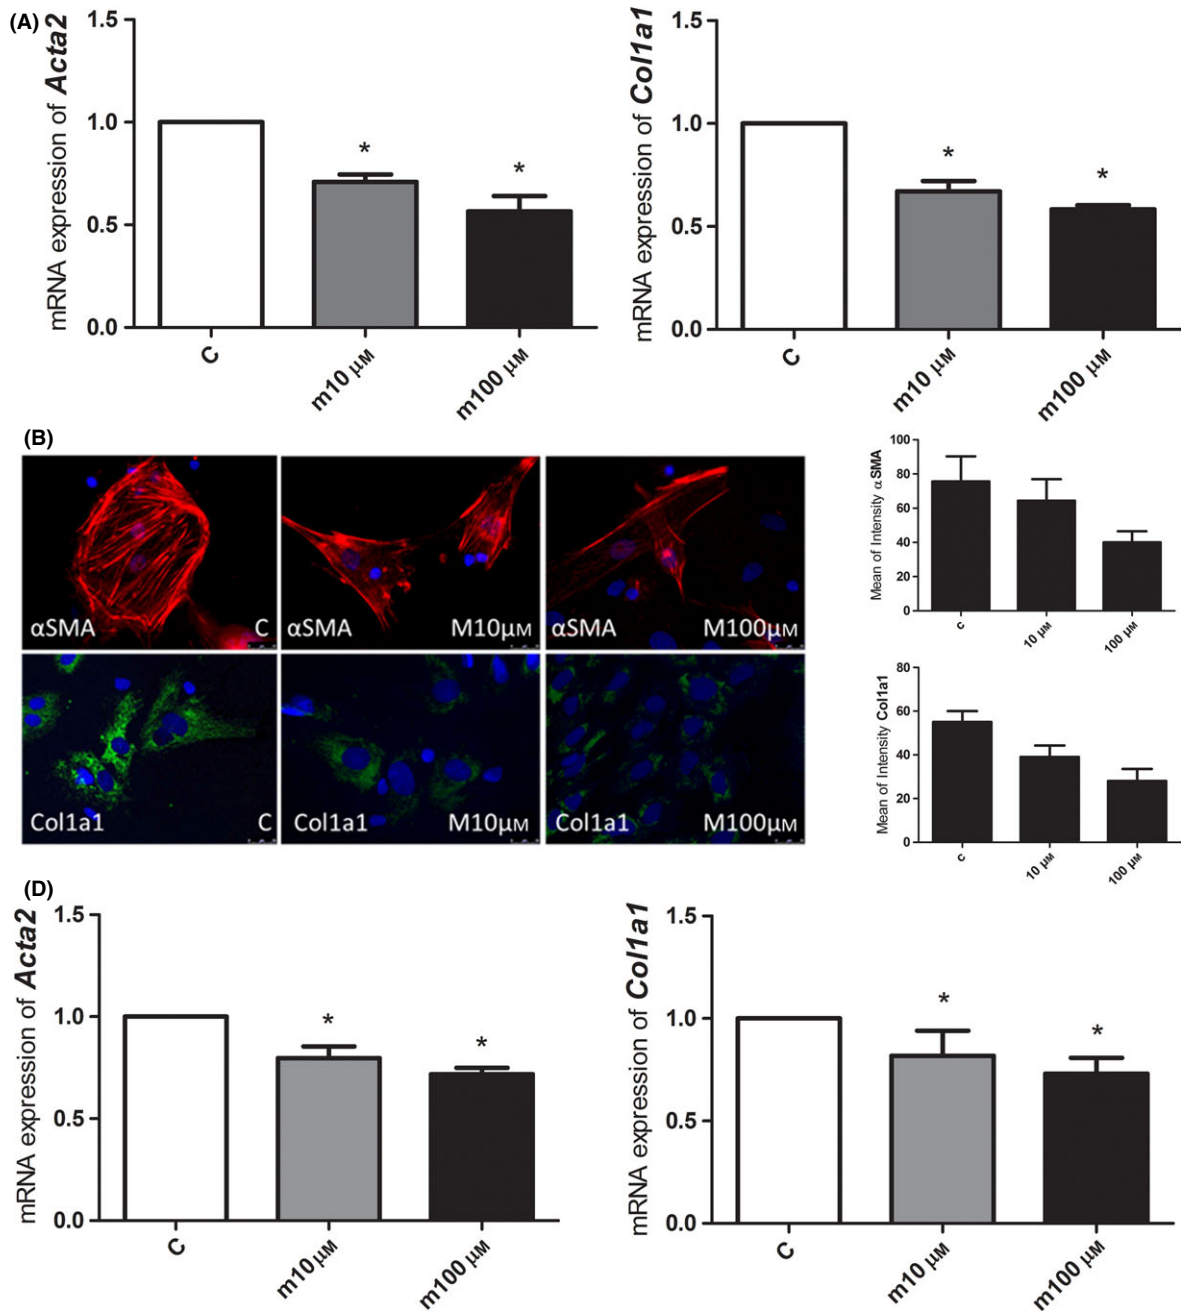 (A)
mRNA expression of Acta2
1.5
1.0
0.5
0.0
C
m10 μM
m100 μM
mRNA expression of Col1a1
1.5
1.0
0.5
0.0
C
m10 μM
m100 μM
*
*
*
*
(B)
αSMA C
αSMA M10μM
αSMA M100μM
Col1a1 C
Col1a1 M10μM
Col1a1 M100μM
Mean of Intensity αSMA
100
80
60
40
20
0
C
10 μM
100 μM
Mean of Intensity Col1a1
80
60
40
20
0
C
10 μM
100 μM
(D)
mRNA expression of Acta2
1.5
1.0
0.5
0.0
C
m10 μM
m100 μM
mRNA expression of Col1a1
1.5
1.0
0.5
0.0
C
m10 μM
m100 μM
*
*
*
*